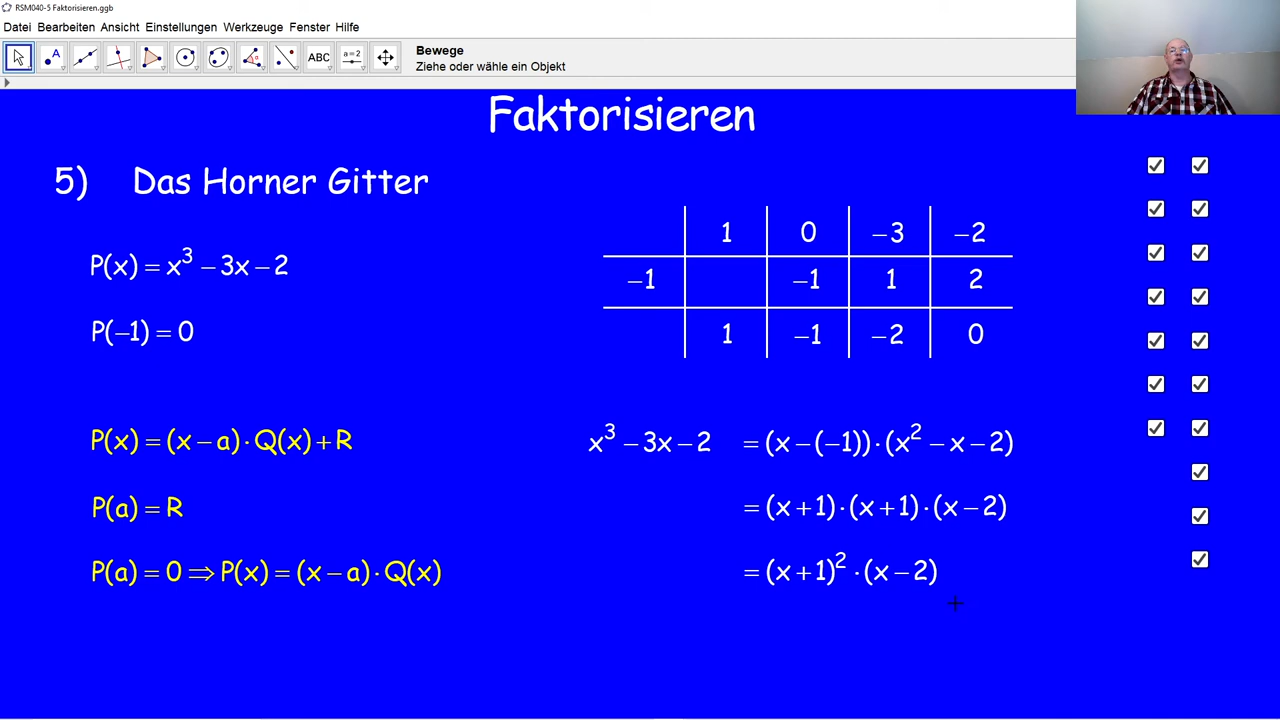 RSM040-5 Faktorisieren.ggb
Datei Bearbeiten Ansicht Einstellungen Werkzeuge Fenster Hilfe
A ABC a=2 Bewege
Ziehe oder wähle ein Objekt
Faktorisieren
5) Das Horner Gitter
1 0 −3 −2
P(x) = x³ − 3x − 2
−1 −1 1 2
P(−1) = 0
1 −1 −2 0
P(x) = (x − a) · Q(x) + R
x³ − 3x − 2 = (x − (−1)) · (x² − x − 2)
P(a) = R
= (x + 1) · (x + 1) · (x − 2)
P(a) = 0 ⇒ P(x) = (x − a) · Q(x)
= (x + 1)² · (x − 2)